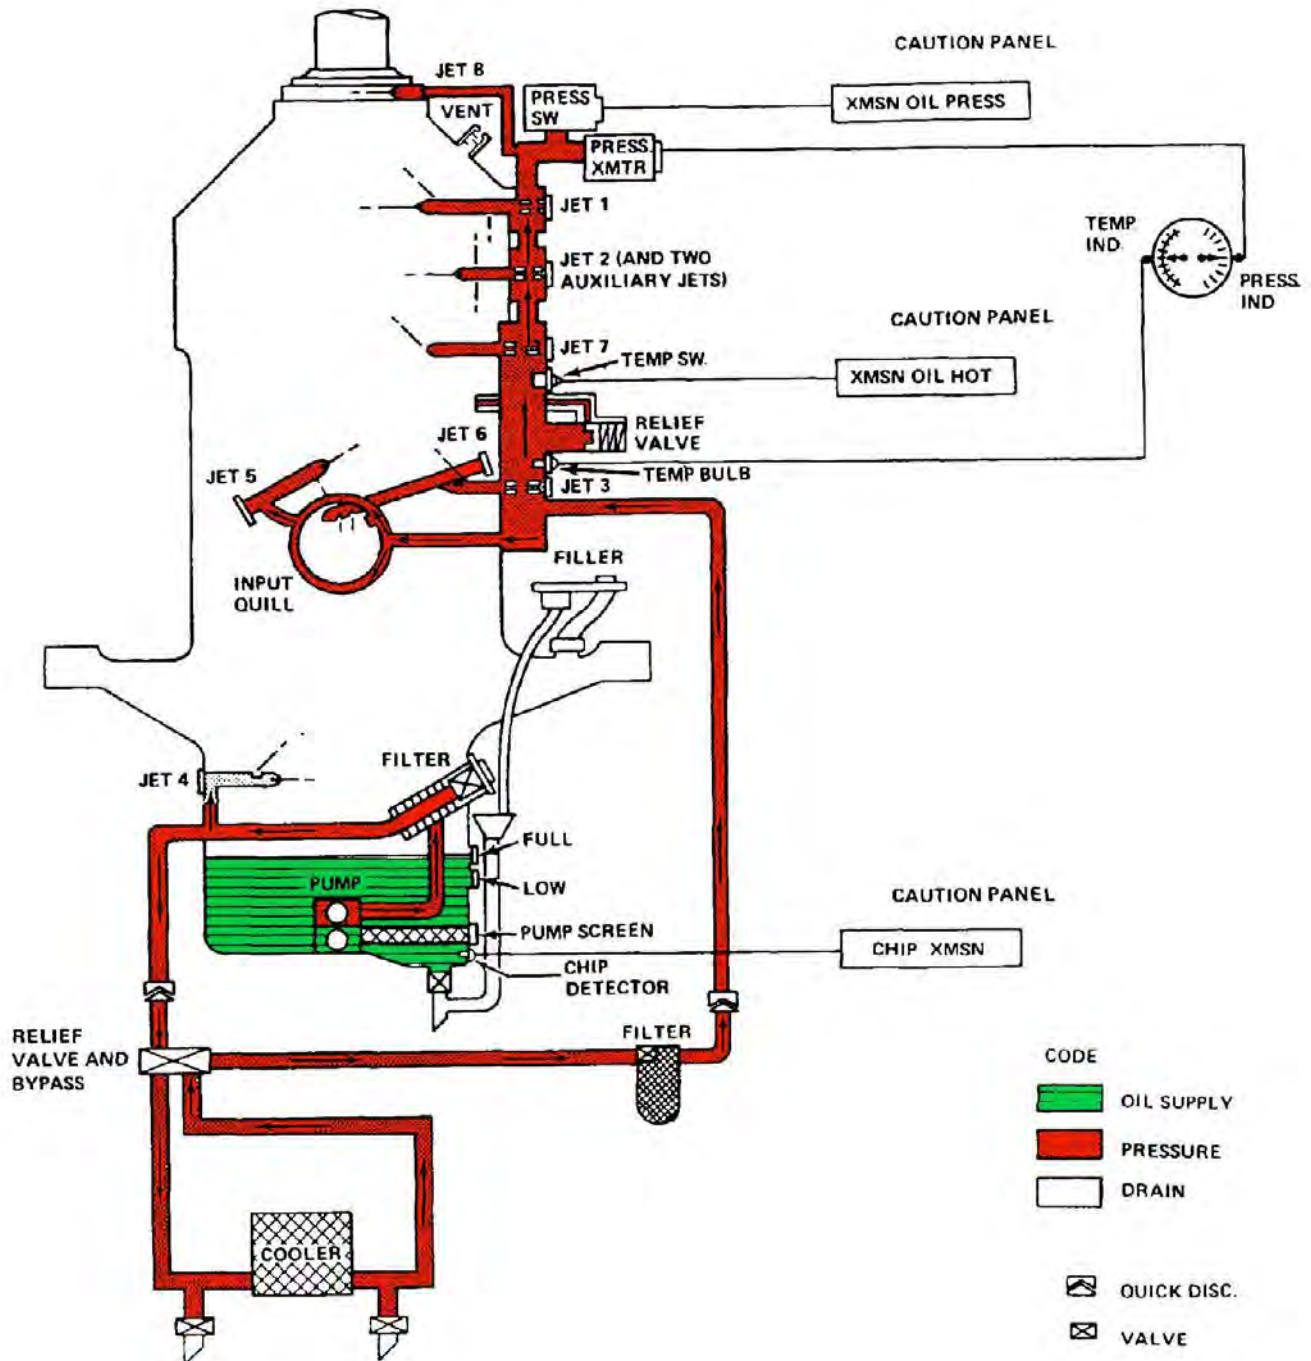 CAUTION PANEL
JET 8
VENT
PRESS
SW
XMSN OIL PRESS
PRESS.
XMTR
JET 1
TEMP
IND.
JET 2 (AND TWO
AUXILIARY JETS)
PRESS.
IND
CAUTION PANEL
JET 7
TEMP SW.
XMSN OIL HOT
RELIEF
VALVE
JET 6
JET 5
TEMP BULB
JET 3
FILLER
INPUT
QUILL
FILTER
JET 4
FULL
LOW
PUMP
CAUTION PANEL
PUMP SCREEN
CHIP XMSN
CHIP
DETECTOR
FILTER
RELIEF
VALVE AND
BYPASS
CODE
OIL SUPPLY
PRESSURE
DRAIN
COOLER
QUICK DISC.
VALVE